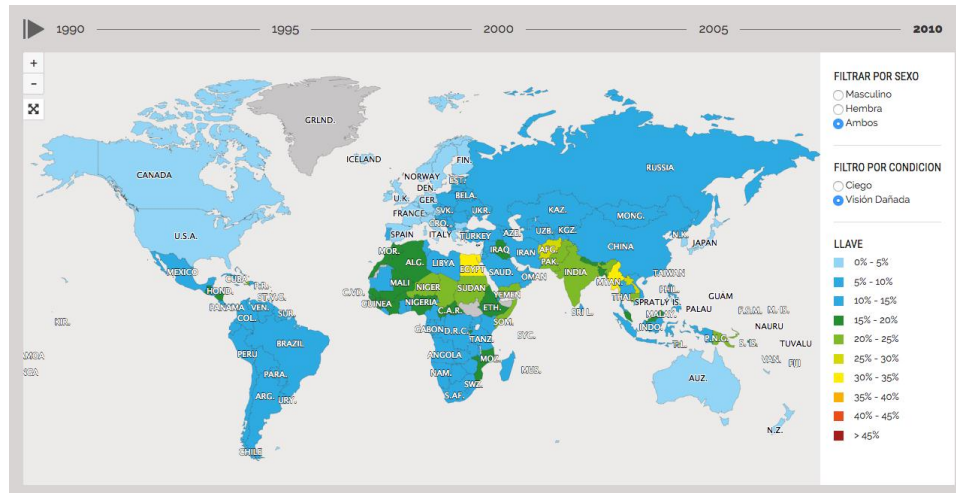 1990 1995 2000 2005 2010
+
-
FILTRAR POR SEXO
Masculino
Hembra
Ambos
FILTRO POR CONDICION
Ciego
Visión Dañada
LLAVE
0% - 5%
5% - 10%
10% - 15%
15% - 20%
20% - 25%
25% - 30%
30% - 35%
35% - 40%
40% - 45%
> 45%
GRLND.
ICELAND
FIN.
RUSSIA
CANADA
NORWAY
EST.
DEN.
BELA.
U.K. GER.
SVK. UKR.
KAZ.
FRANCE
MONG.
CRO.
U.S.A.
SPAIN ITALY TURKEY AZE. UZB. KGZ.
N.K. JAPAN
CHINA
MOR.
IRAQ IRAN AFG.
ALG. LIBYA EGYPT
PAK.
MEXICO
CUBA
SAUD.
INDIA
TAIWAN
OMAN
MALI NIGER SUDAN
MYAN.
HOND.
C.VD.
YEMEN
THAI.
PHIL.
GUAM
ST.V.G.
GUINEA NIGERIA
ETH.
SPRATLY IS.
PANAMA VEN.
C.A.R.
SRI L.
PALAU
F.S.M. M. IS.
SUR.
SOM.
MALAY.
COL.
GABON D.R.C.
SYC.
INDO.
NAURU
KIR.
TANZ.
P.N.G.
TUVALU
PERU BRAZIL
ANGOLA
T.L.
S. IS.
MOZ.
VAN. FIJI
PARA.
NAM.
MUS.
AUZ.
ARG. URY.
SWZ.
S.AF.
N.Z.
CHILE